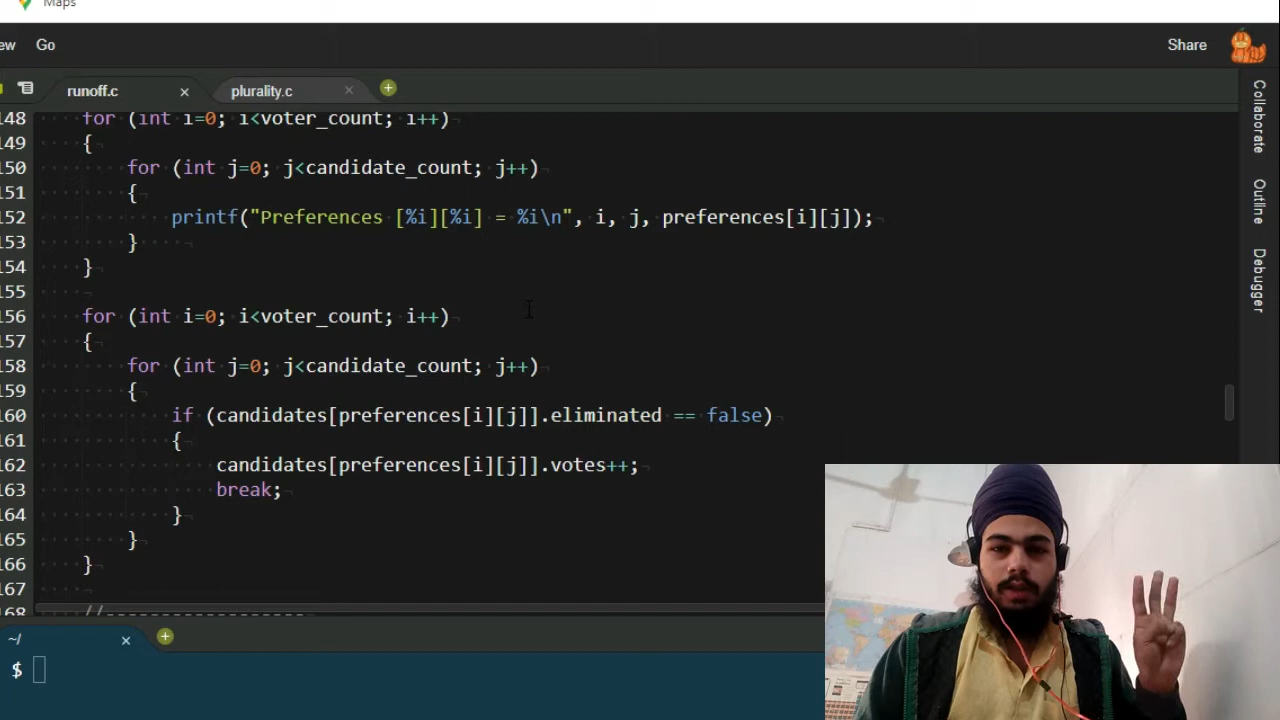 Maps
ew Go Share
runoff.c × plurality.c ×
148 for (int i=0; i<voter_count; i++)
149 {
150 for (int j=0; j<candidate_count; j++)
151 {
152 printf("Preferences [%i][%i] = %i\n", i, j, preferences[i][j]);
153 }
154 }
155
156 for (int i=0; i<voter_count; i++)
157 {
158 for (int j=0; j<candidate_count; j++)
159 {
160 if (candidates[preferences[i][j]].eliminated == false)
161 {
162 candidates[preferences[i][j]].votes++;
163 break;
164 }
165 }
166 }
167
168 //------------------
~/ ×
$
Collaborate
Outline
Debugger